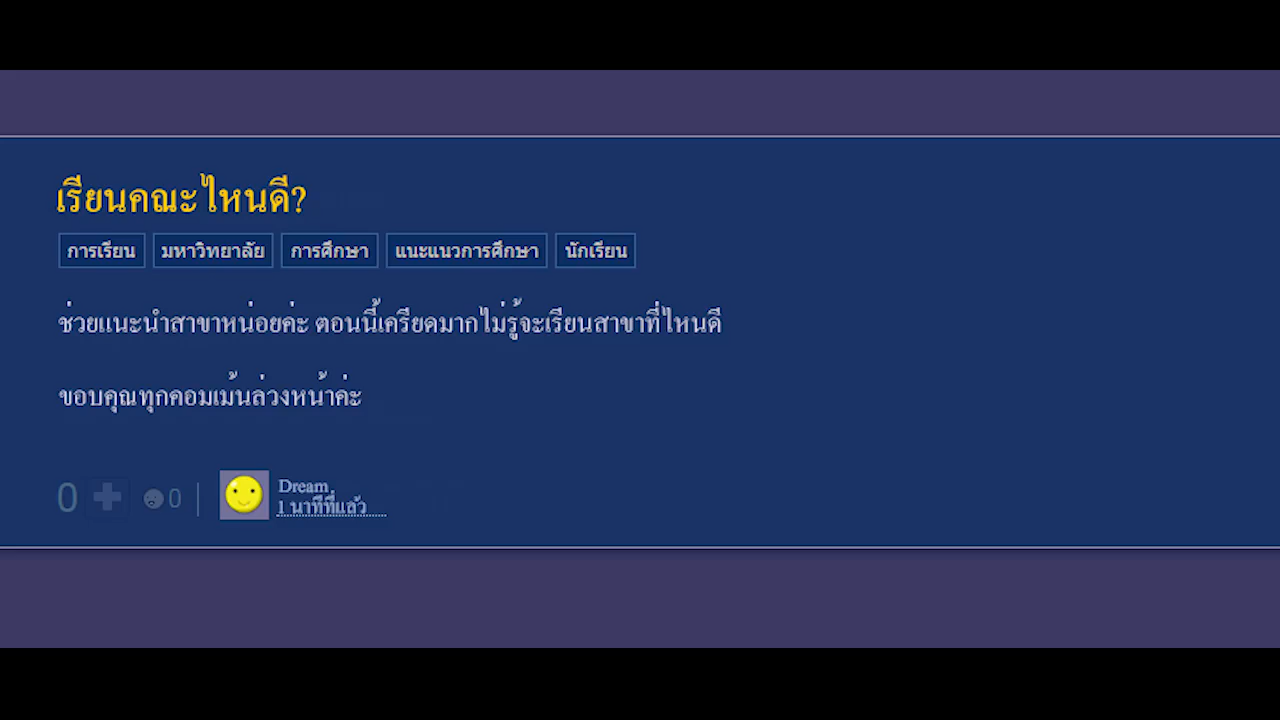 เรียนคณะไหนดี?
การเรียน มหาวิทยาลัย การศึกษา แนะแนวการศึกษา นักเรียน
ช่วยแนะนำสาขาหน่อยค่ะ ตอนนี้เครียดมากไม่รู้จะเรียนสาขาที่ไหนดี
ขอบคุณทุกคอมเม้นล่วงหน้าค่ะ
0 0 Dream
1 นาทีที่แล้ว